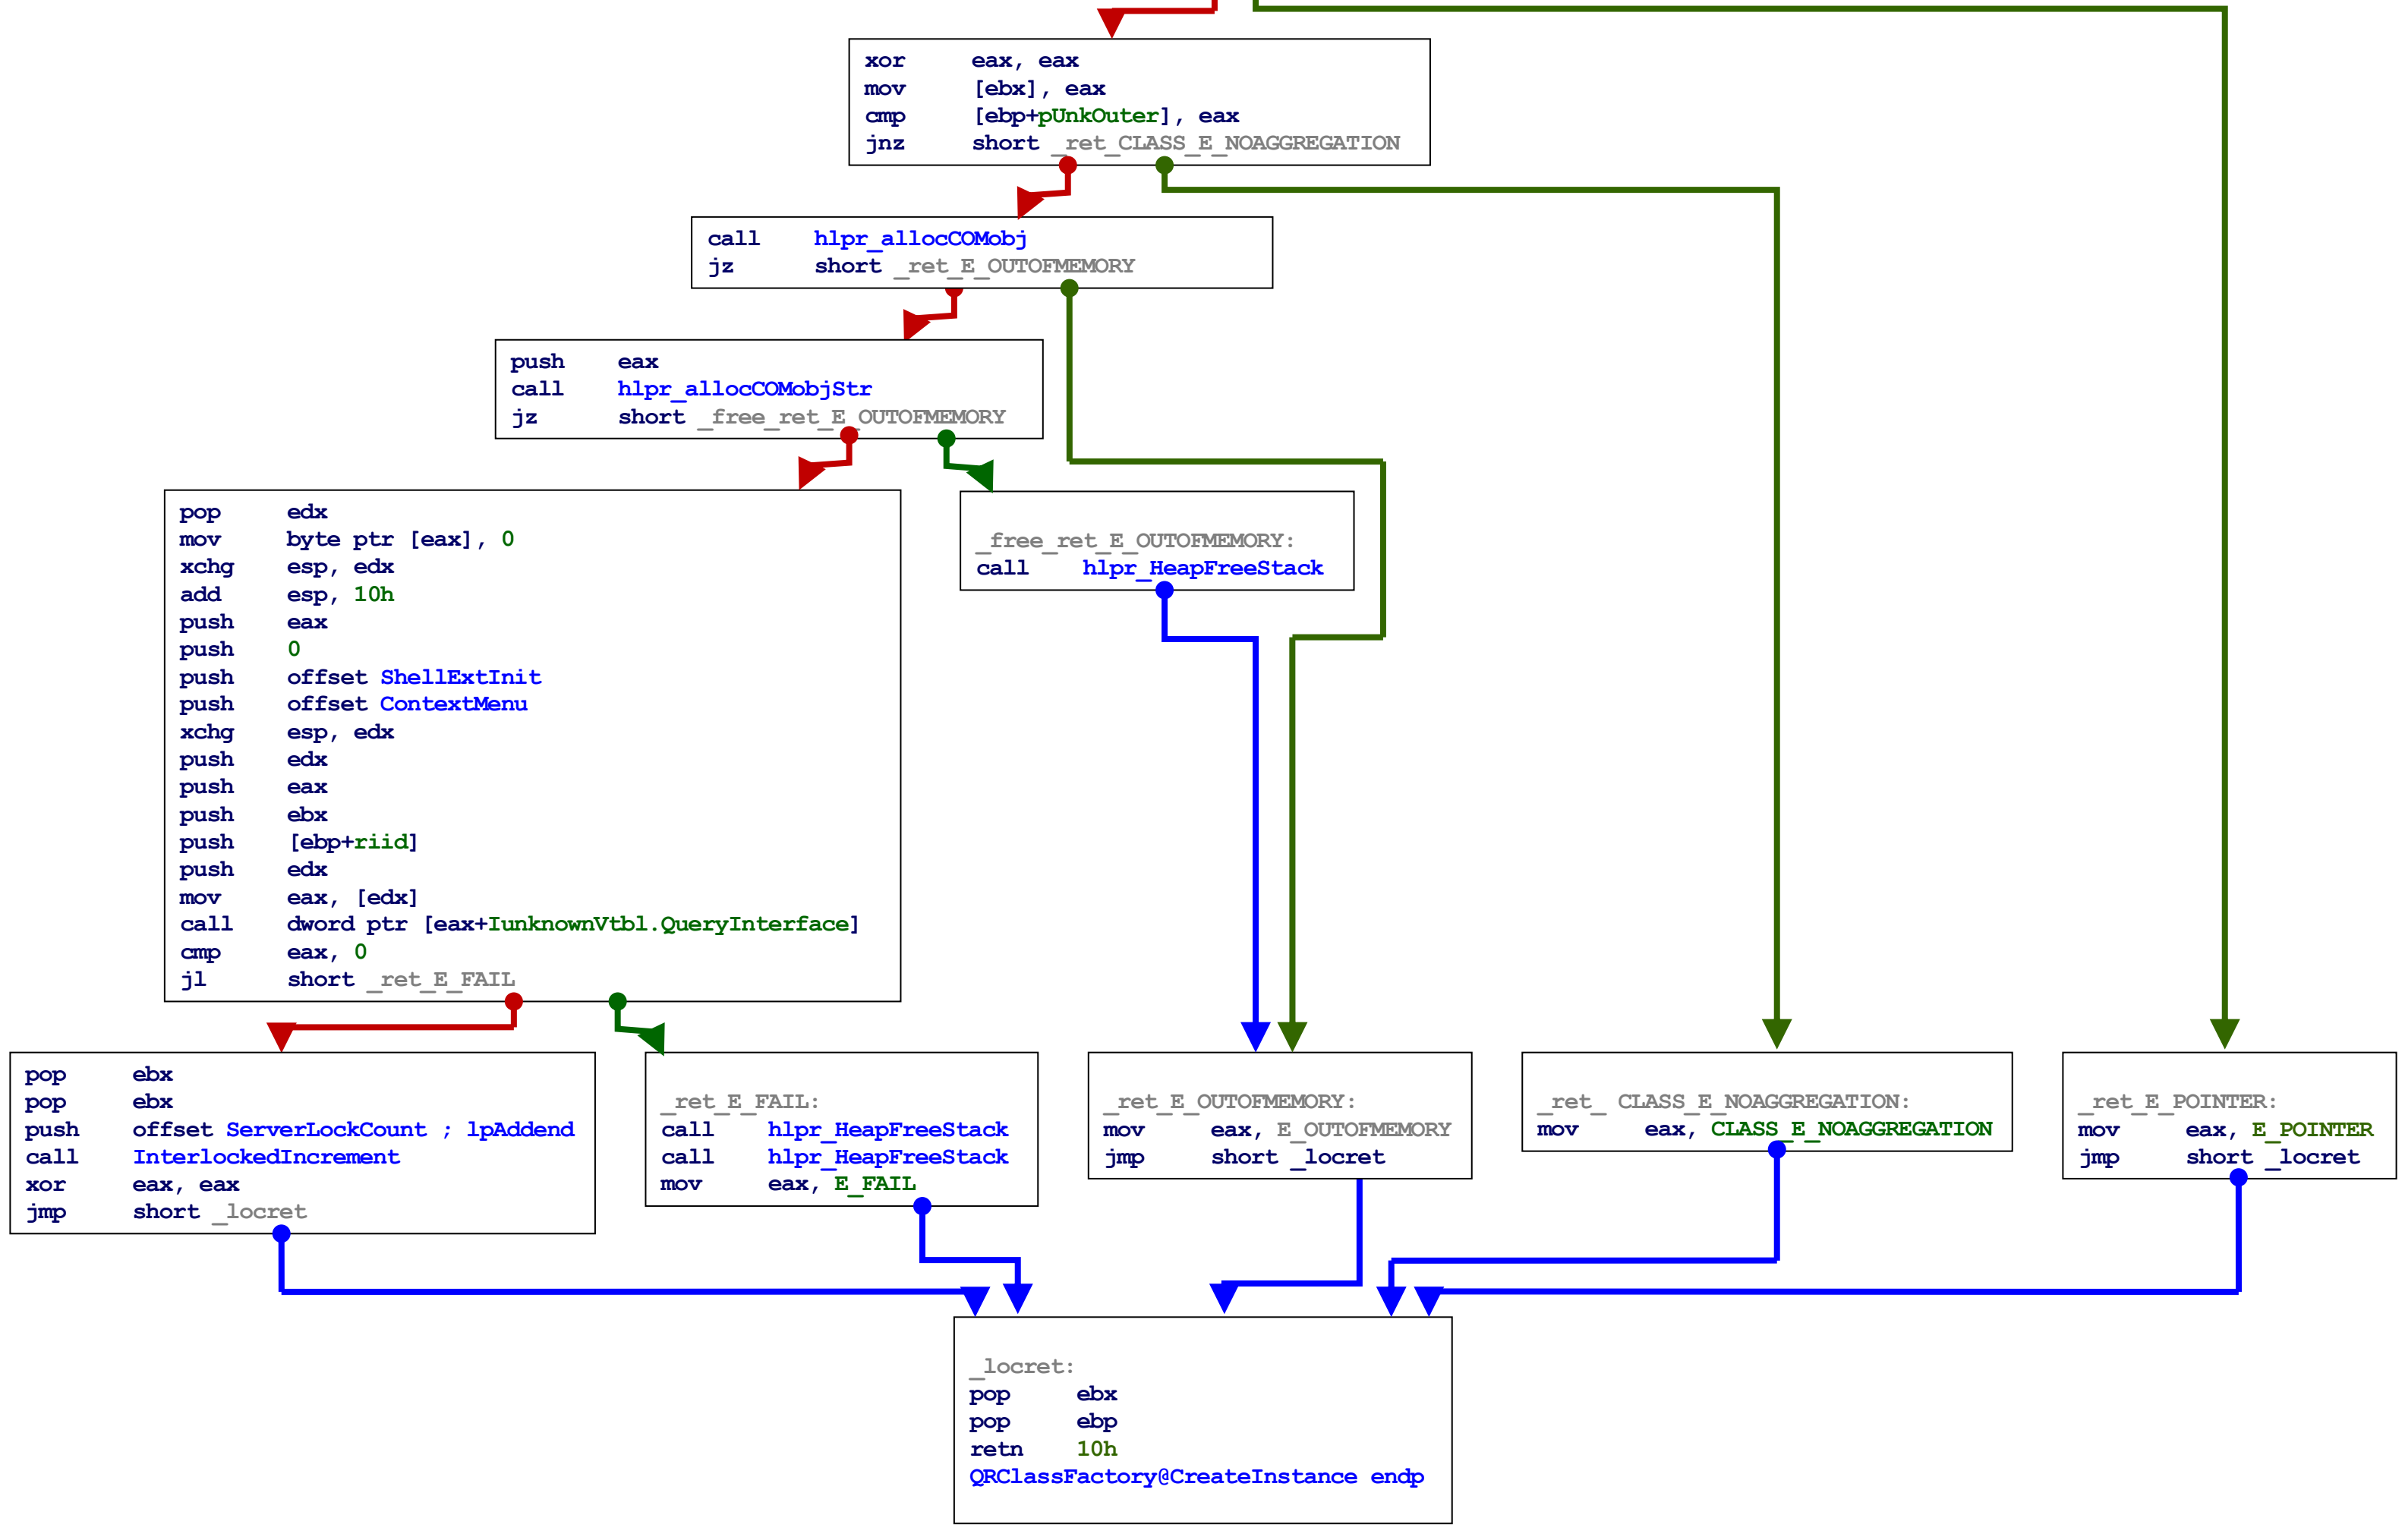 xor eax, eax
mov [ebx], eax
cmp [ebp+pUnkOuter], eax
jnz short _ret_CLASS_E_NOAGGREGATION
call hlpr_allocCOMobj
jz short _ret_E_OUTOFMEMORY
push eax
call hlpr_allocCOMobjStr
jz short _free_ret_E_OUTOFMEMORY
pop edx
mov byte ptr [eax], 0
xchg esp, edx
add esp, 10h
push eax
push 0
push offset ShellExtInit
push offset ContextMenu
xchg esp, edx
push edx
push eax
push ebx
push [ebp+riid]
push edx
mov eax, [edx]
call dword ptr [eax+IunknownVtbl.QueryInterface]
cmp eax, 0
jl short _ret_E_FAIL
_free_ret_E_OUTOFMEMORY:
call hlpr_HeapFreeStack
pop ebx
pop ebx
push offset ServerLockCount ; lpAddend
call InterlockedIncrement
xor eax, eax
jmp short _locret
_ret_E_FAIL:
call hlpr_HeapFreeStack
call hlpr_HeapFreeStack
mov eax, E_FAIL
_ret_E_OUTOFMEMORY:
mov eax, E_OUTOFMEMORY
jmp short _locret
_ret_ CLASS_E_NOAGGREGATION:
mov eax, CLASS_E_NOAGGREGATION
_ret_E_POINTER:
mov eax, E_POINTER
jmp short _locret
_locret:
pop ebx
pop ebp
retn 10h
QRClassFactory@CreateInstance endp